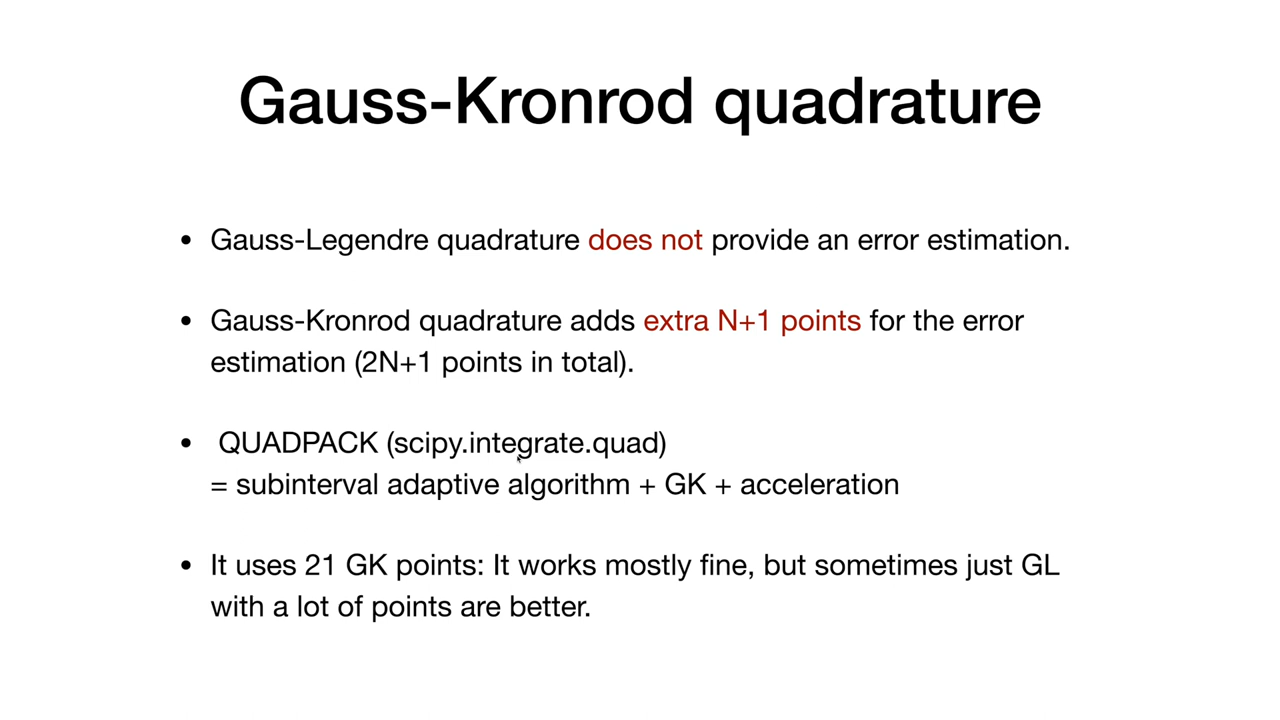 Gauss-Kronrod quadrature
• Gauss-Legendre quadrature does not provide an error estimation.
• Gauss-Kronrod quadrature adds extra N+1 points for the error
estimation (2N+1 points in total).
• QUADPACK (scipy.integrate.quad)
= subinterval adaptive algorithm + GK + acceleration
• It uses 21 GK points: It works mostly fine, but sometimes just GL
with a lot of points are better.